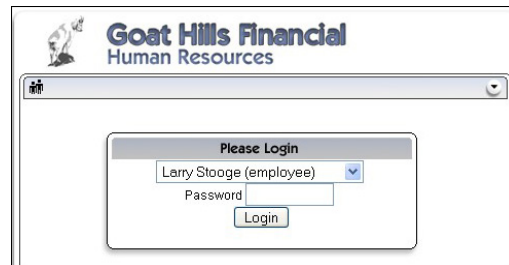 Goat Hills Financial
Human Resources
Please Login
Larry Stooge (employee)
Password
Login